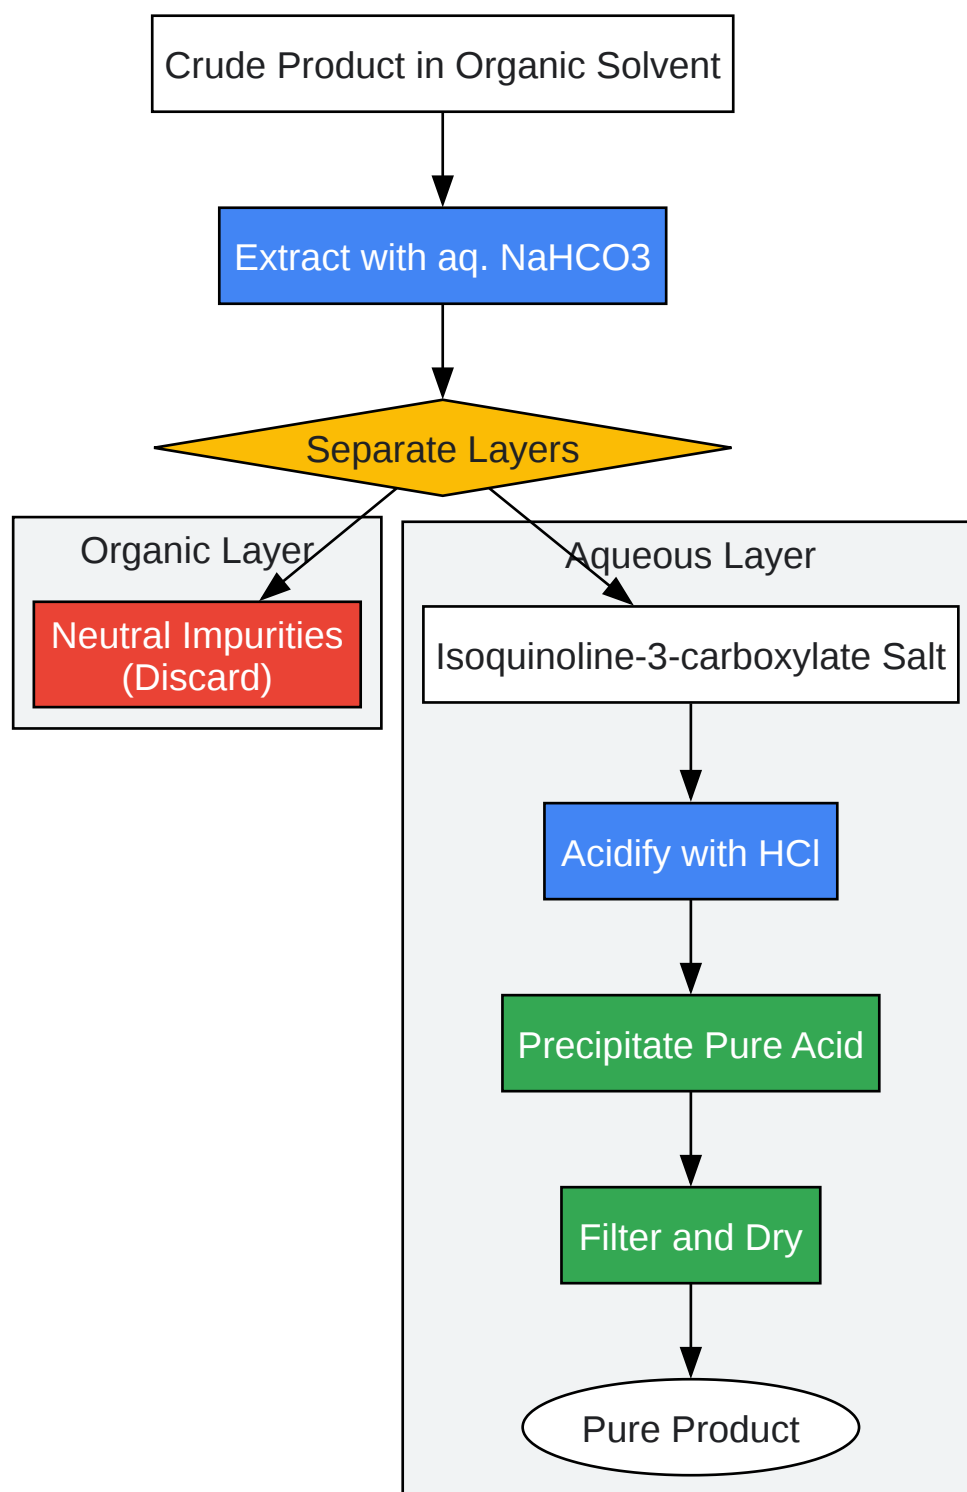 Crude Product in Organic Solvent
Extract with aq. NaHCO3
Separate Layers
Organic Layer
Neutral Impurities
(Discard)
Aqueous Layer
Isoquinoline-3-carboxylate Salt
Acidify with HCl
Precipitate Pure Acid
Filter and Dry
Pure Product